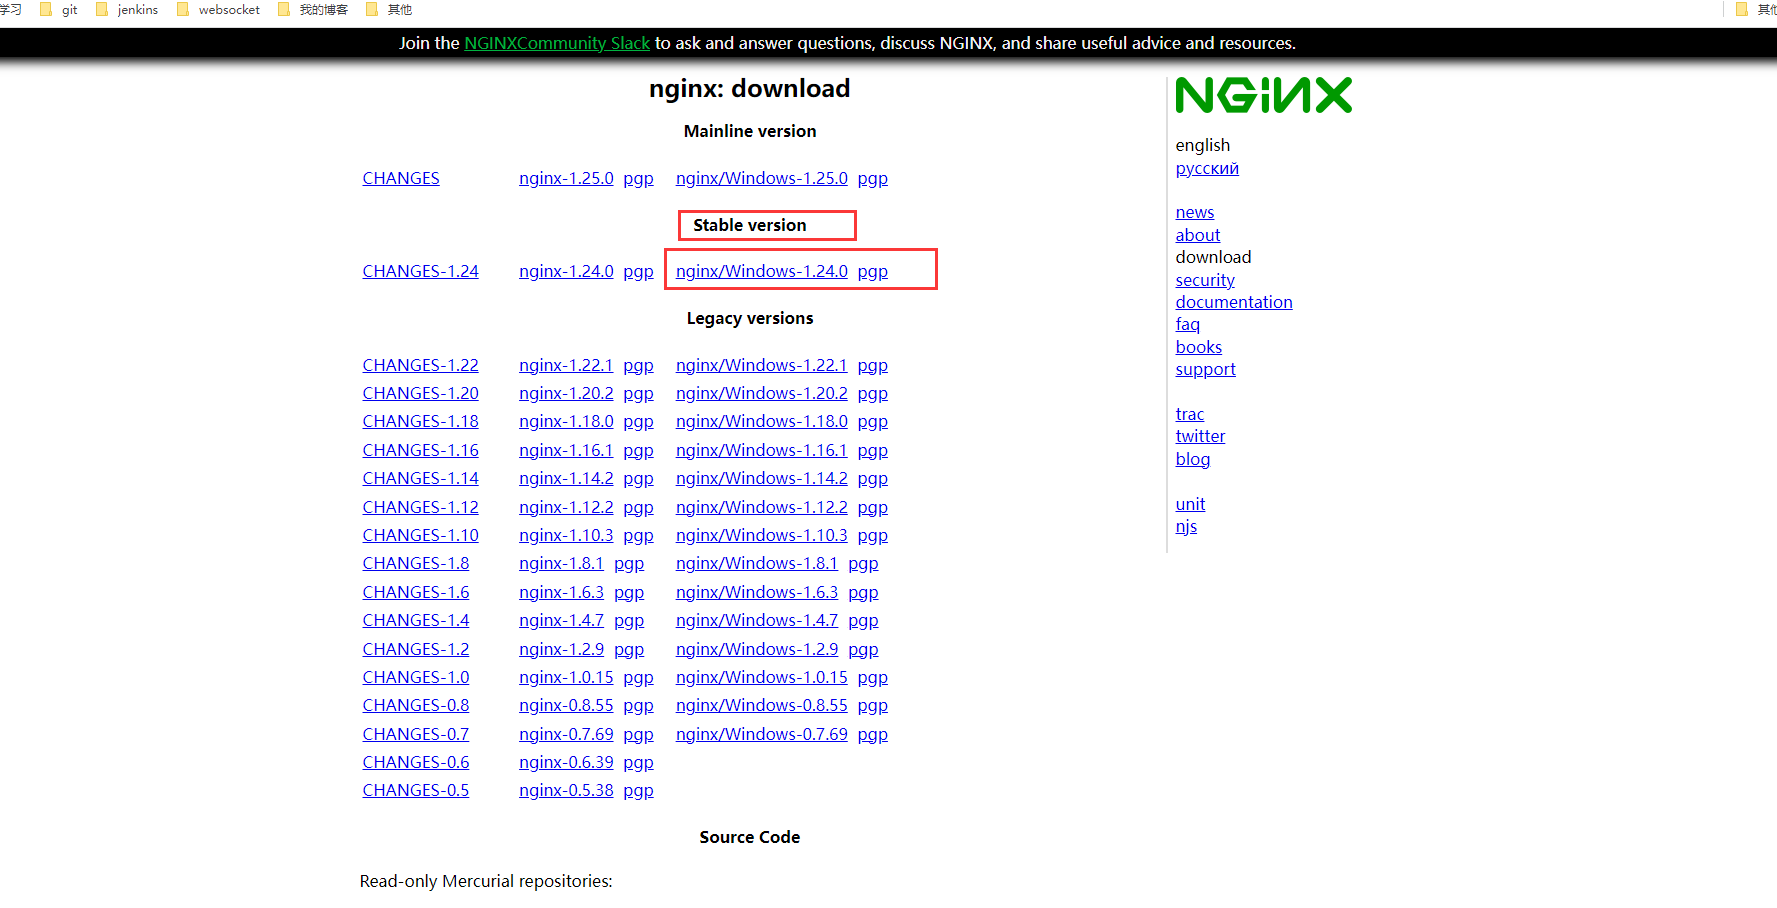 学习 git jenkins websocket 我的博客 其他 其他
Join the NGINXCommunity Slack to ask and answer questions, discuss NGINX, and share useful advice and resources.
nginx: download
Mainline version
CHANGES nginx-1.25.0 pgp nginx/Windows-1.25.0 pgp
Stable version
CHANGES-1.24 nginx-1.24.0 pgp nginx/Windows-1.24.0 pgp
Legacy versions
CHANGES-1.22 nginx-1.22.1 pgp nginx/Windows-1.22.1 pgp
CHANGES-1.20 nginx-1.20.2 pgp nginx/Windows-1.20.2 pgp
CHANGES-1.18 nginx-1.18.0 pgp nginx/Windows-1.18.0 pgp
CHANGES-1.16 nginx-1.16.1 pgp nginx/Windows-1.16.1 pgp
CHANGES-1.14 nginx-1.14.2 pgp nginx/Windows-1.14.2 pgp
CHANGES-1.12 nginx-1.12.2 pgp nginx/Windows-1.12.2 pgp
CHANGES-1.10 nginx-1.10.3 pgp nginx/Windows-1.10.3 pgp
CHANGES-1.8 nginx-1.8.1 pgp nginx/Windows-1.8.1 pgp
CHANGES-1.6 nginx-1.6.3 pgp nginx/Windows-1.6.3 pgp
CHANGES-1.4 nginx-1.4.7 pgp nginx/Windows-1.4.7 pgp
CHANGES-1.2 nginx-1.2.9 pgp nginx/Windows-1.2.9 pgp
CHANGES-1.0 nginx-1.0.15 pgp nginx/Windows-1.0.15 pgp
CHANGES-0.8 nginx-0.8.55 pgp nginx/Windows-0.8.55 pgp
CHANGES-0.7 nginx-0.7.69 pgp nginx/Windows-0.7.69 pgp
CHANGES-0.6 nginx-0.6.39 pgp
CHANGES-0.5 nginx-0.5.38 pgp
Source Code
Read-only Mercurial repositories:
NGINX
english
русский
news
about
download
security
documentation
faq
books
support
trac
twitter
blog
unit
njs